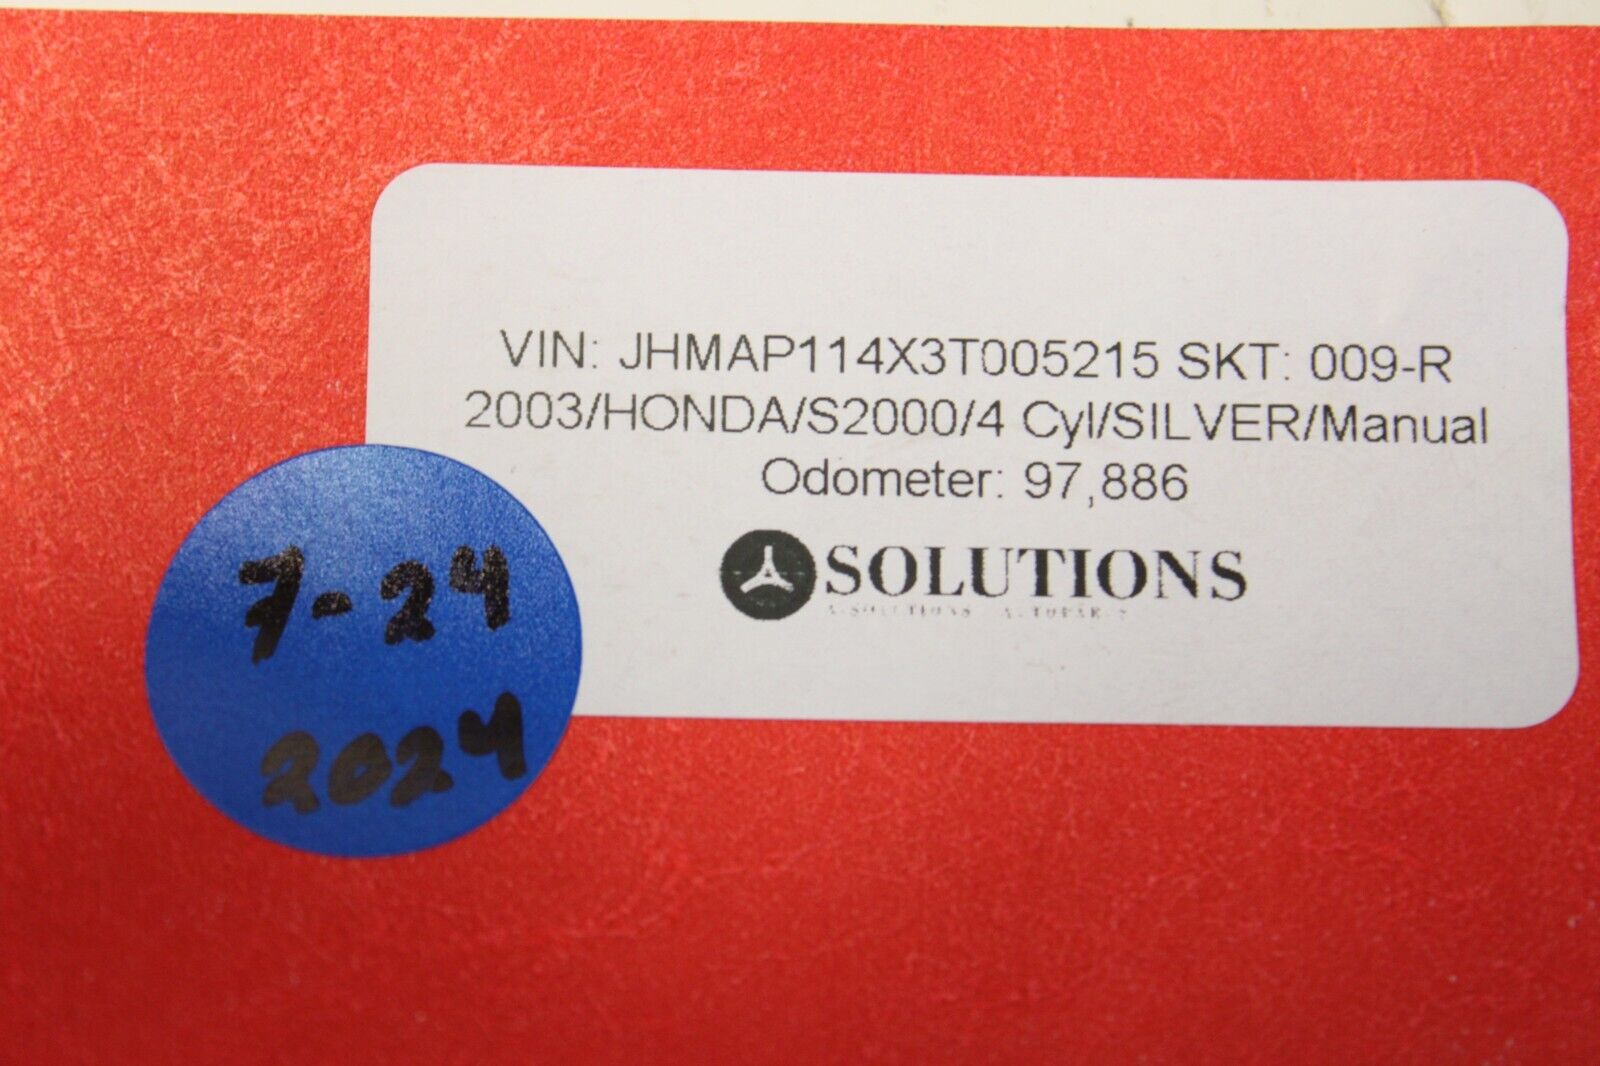 VIN: JHMAP114X3T005215 SKT: 009-R
2003/HONDA/S2000/4 Cyl/SILVER/Manual
Odometer: 97,886
SOLUTIONS
7-24
2024